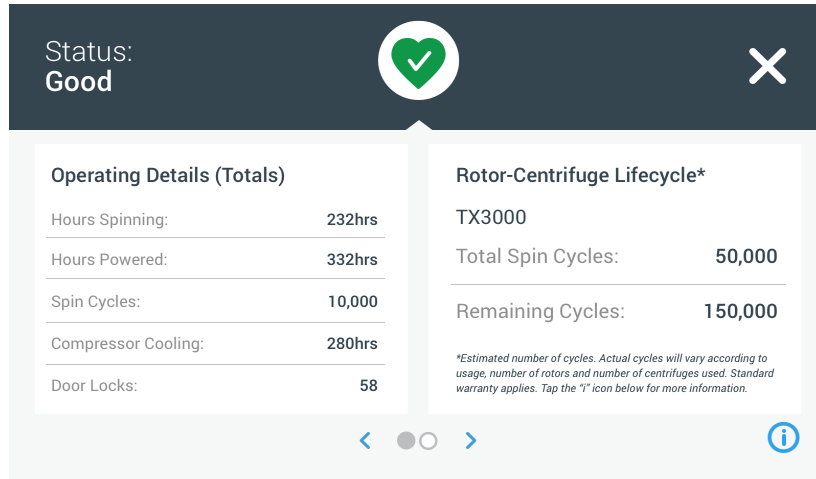 Status:
Good
Operating Details (Totals)
Hours Spinning: 232hrs
Hours Powered: 332hrs
Spin Cycles: 10,000
Compressor Cooling: 280hrs
Door Locks: 58
Rotor-Centrifuge Lifecycle*
TX3000
Total Spin Cycles: 50,000
Remaining Cycles: 150,000
*Estimated number of cycles. Actual cycles will vary according to
usage, number of rotors and number of centrifuges used. Standard
warranty applies. Tap the “i” icon below for more information.
i